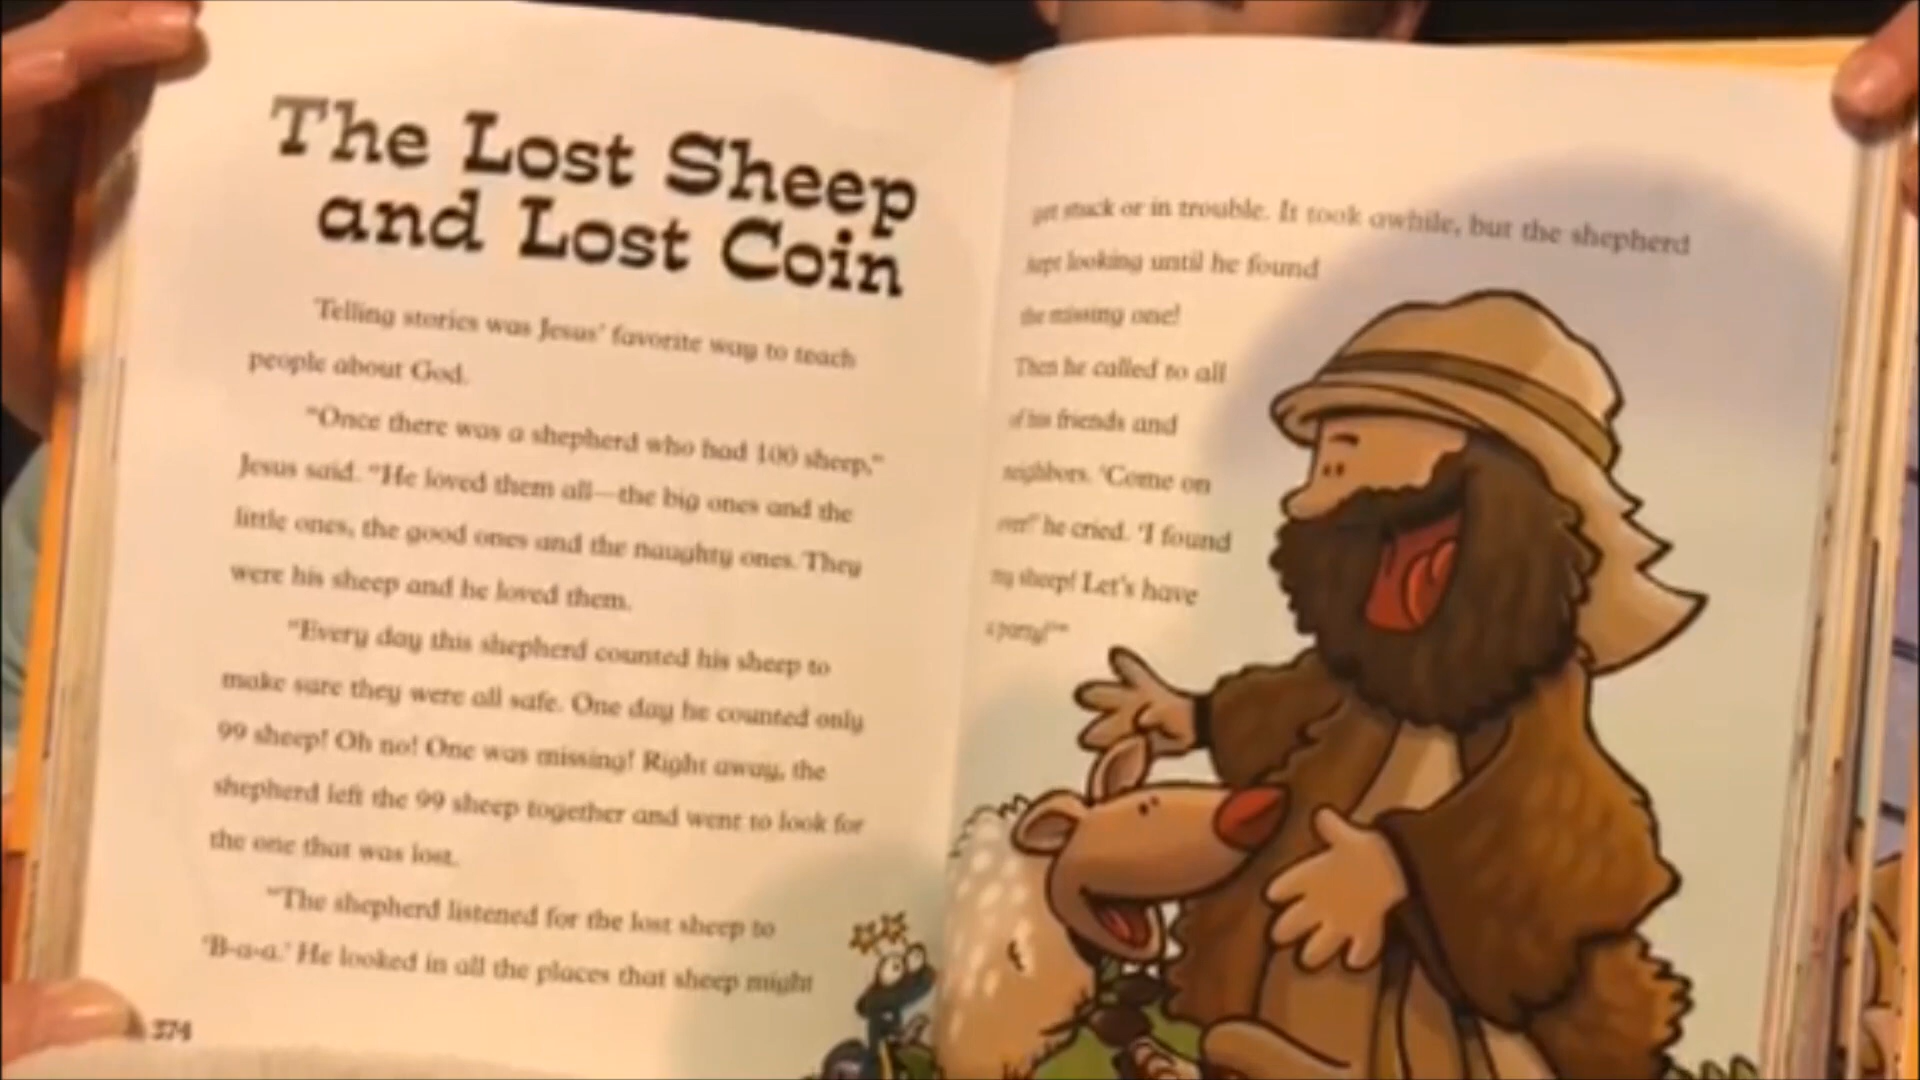 The Lost Sheep
and Lost Coin
Telling stories was Jesus' favorite way to teach
people about God.
"Once there was a shepherd who had 100 sheep,"
Jesus said. "He loved them all—the big ones and the
little ones, the good ones and the naughty ones. They
were his sheep and he loved them.
"Every day this shepherd counted his sheep to
make sure they were all safe. One day he counted only
99 sheep! Oh no! One was missing! Right away, the
shepherd left the 99 sheep together and went to look for
the one that was lost.
"The shepherd listened for the lost sheep to
'B-a-a.' He looked in all the places that sheep might
374
get stuck or in trouble. It took awhile, but the shepherd
kept looking until he found
the missing one!
Then he called to all
of his friends and
neighbors. 'Come on
over!' he cried. 'I found
my sheep! Let's have
a party!'"